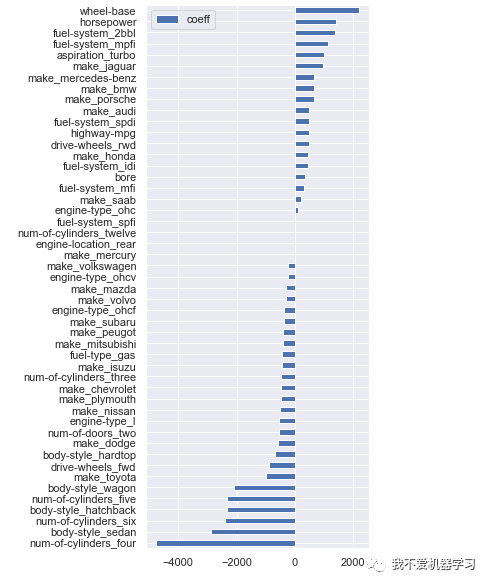 wheel-base
horsepower
fuel-system_2bbl
fuel-system_mpfi
aspiration_turbo
make_jaguar
make_mercedes-benz
make_bmw
make_porsche
make_audi
fuel-system_spdi
highway-mpg
drive-wheels_rwd
make_honda
fuel-system_idi
bore
fuel-system_mfi
make_saab
engine-type_ohc
fuel-system_spfi
num-of-cylinders_twelve
engine-location_rear
make_mercury
make_volkswagen
engine-type_ohcv
make_mazda
make_volvo
engine-type_ohcf
make_subaru
make_peugot
make_mitsubishi
fuel-type_gas
make_isuzu
num-of-cylinders_three
make_chevrolet
make_plymouth
make_nissan
engine-type_l
num-of-doors_two
make_dodge
body-style_hardtop
drive-wheels_fwd
make_toyota
body-style_wagon
num-of-cylinders_five
body-style_hatchback
num-of-cylinders_six
body-style_sedan
num-of-cylinders_four
coeff
−4000 −2000 0 2000
我不爱机器学习